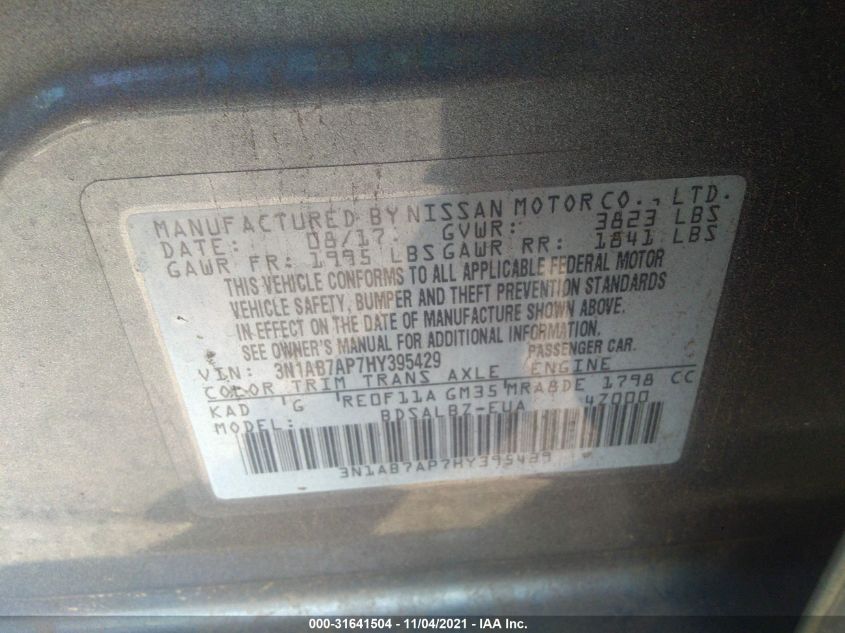 MANUFACTURED BY NISSAN MOTOR CO., LTD.
DATE: 08/17 GVWR: 3823 LBS
GAWR FR: 1995 LBS GAWR RR: 1841 LBS
THIS VEHICLE CONFORMS TO ALL APPLICABLE FEDERAL MOTOR
VEHICLE SAFETY, BUMPER AND THEFT PREVENTION STANDARDS
IN EFFECT ON THE DATE OF MANUFACTURE SHOWN ABOVE.
SEE OWNER'S MANUAL FOR ADDITIONAL INFORMATION.
VIN: 3N1AB7AP7HY395429 PASSENGER CAR.
COLOR TRIM TRANS AXLE ENGINE
KAD G RE0F11A GM35 MRA8DE 1798 CC
MODEL: BDSALBZ-EUA 47000
3N1AB7AP7HY395429
000-31641504 - 11/04/2021 - IAA Inc.